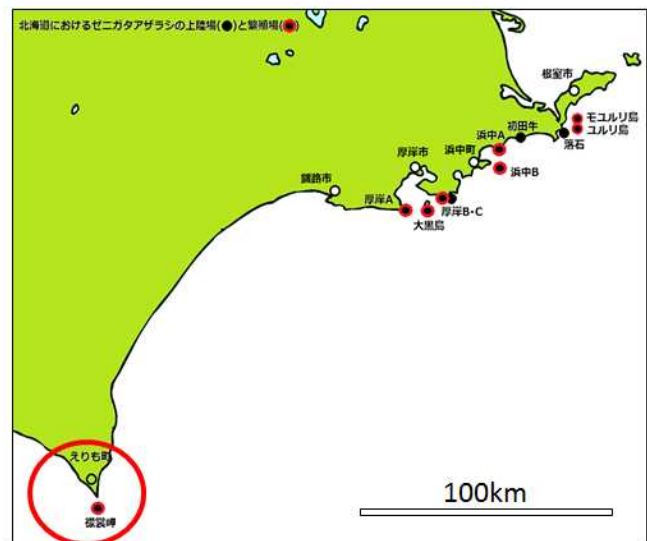 北海道におけるゼニガタアザラシの上陸場(●)と繁殖場(●)
根室市
モユルリ島
ユルリ島
落石
初田牛
浜中A
浜中町
浜中B
厚岸市
釧路市
厚岸A
厚岸B・C
大黒島
えりも町
襟裳岬
100km